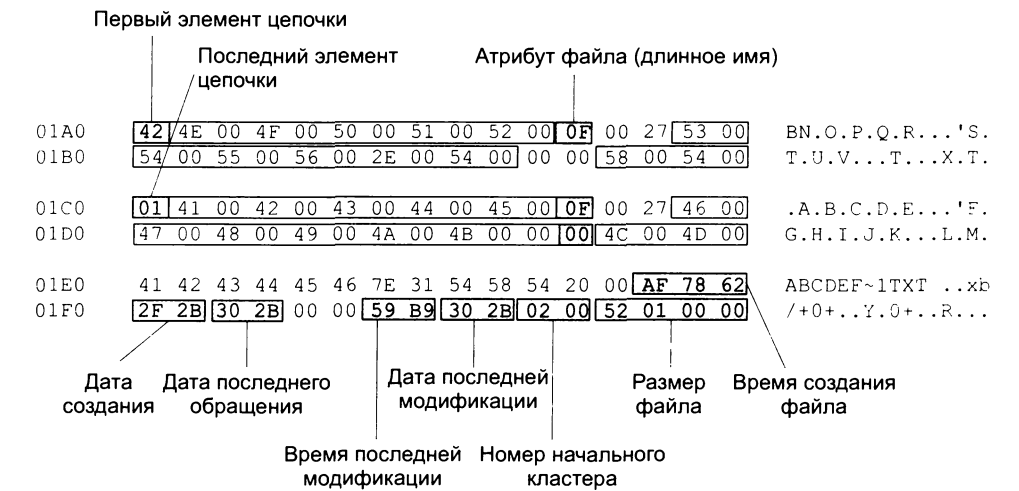 Первый элемент цепочки
Последний элемент
цепочки
Атрибут файла (длинное имя)
01A0 42 4E 00 4F 00 50 00 51 00 52 00 0F 00 27 53 00 BN.O.P.Q.R...'S.
01B0 54 00 55 00 56 00 2E 00 54 00 00 00 58 00 54 00 T.U.V...T...X.T.
01C0 01 41 00 42 00 43 00 44 00 45 00 0F 00 27 46 00 .A.B.C.D.E...'F.
01D0 47 00 48 00 49 00 4A 00 4B 00 00 00 4C 00 4D 00 G.H.I.J.K...L.M.
01E0 41 42 43 44 45 46 7E 31 54 58 54 20 00 AF 78 62 ABCDEF~1TXT ..xb
01F0 2F 2B 30 2B 00 00 59 B9 30 2B 02 00 52 01 00 00 /+0+..Y.0+..R...
Дата
создания
Дата последнего
обращения
Дата последней
модификации
Размер
файла
Время создания
файла
Время последней
модификации
Номер начального
кластера